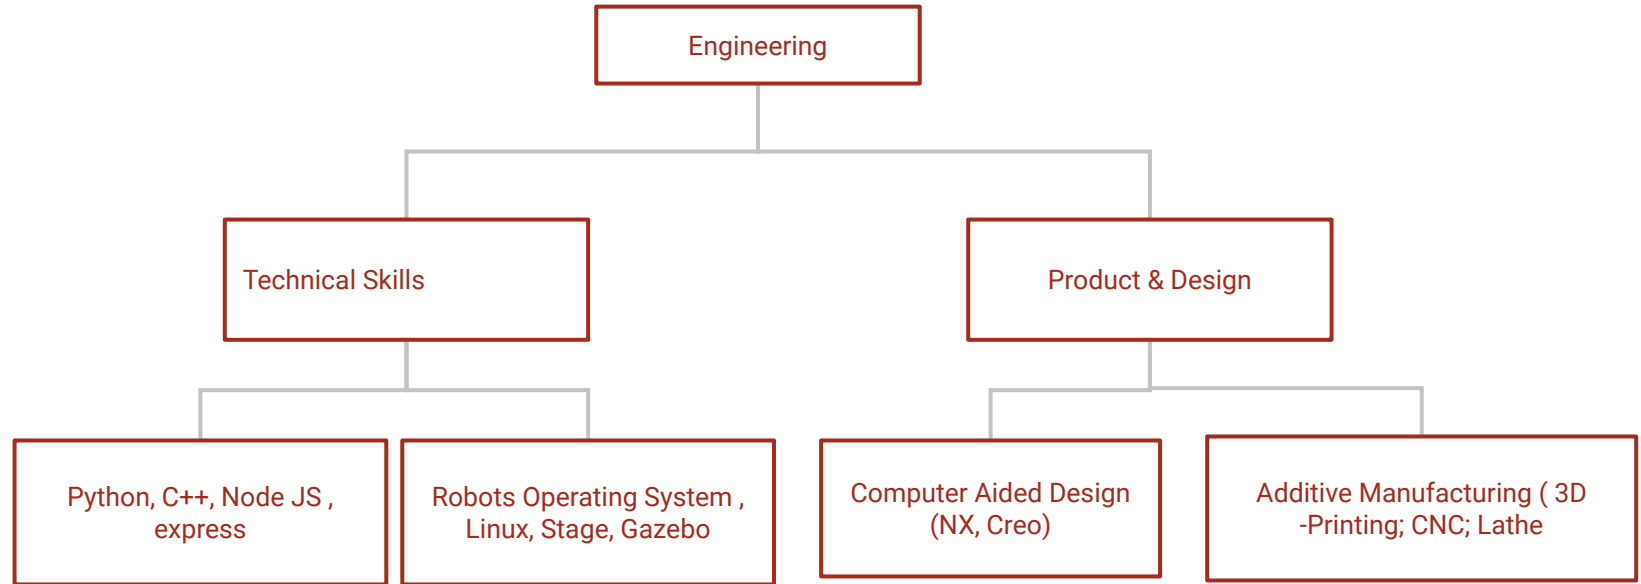 Engineering
Technical Skills
Product & Design
Python, C++, Node JS ,
express
Robots Operating System ,
Linux, Stage, Gazebo
Computer Aided Design
(NX, Creo)
Additive Manufacturing ( 3D
-Printing; CNC; Lathe